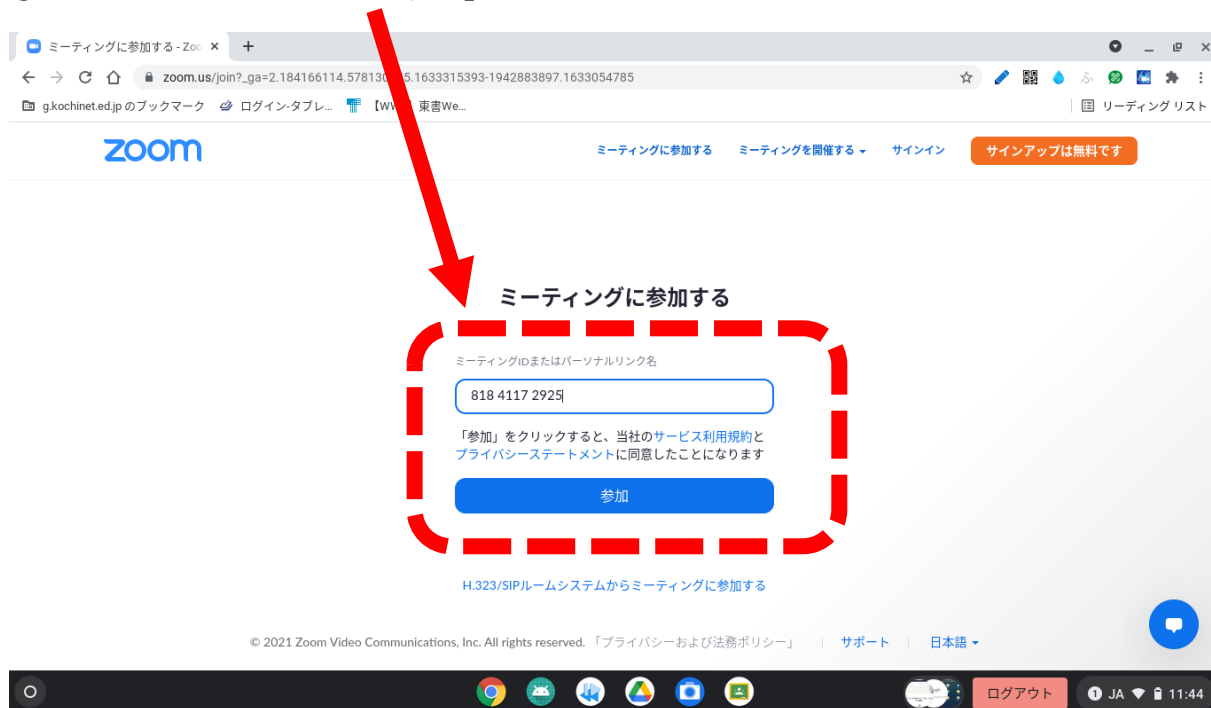 ミーティングに参加する - Zoo
zoom.us/join?_ga=2.184166114.57813
5.1633315393-1942883897.1633054785
g.kochinet.ed.jp のブックマーク
ログイン-タブレ...
東書We...
リーディング リスト
zoom
ミーティングに参加する
ミーティングを開催する
サインイン
サインアップは無料です
ミーティングに参加する
ミーティングIDまたはパーソナルリンク名
818 4117 2925
「参加」をクリックすると、当社のサービス利用規約と
プライバシーステートメントに同意したことになります
参加
H.323/SIPルームシステムからミーティングに参加する
© 2021 Zoom Video Communications, Inc. All rights reserved. 「プライバシーおよび法務ポリシー」 サポート 日本語
ログアウト
1 JA 11:44